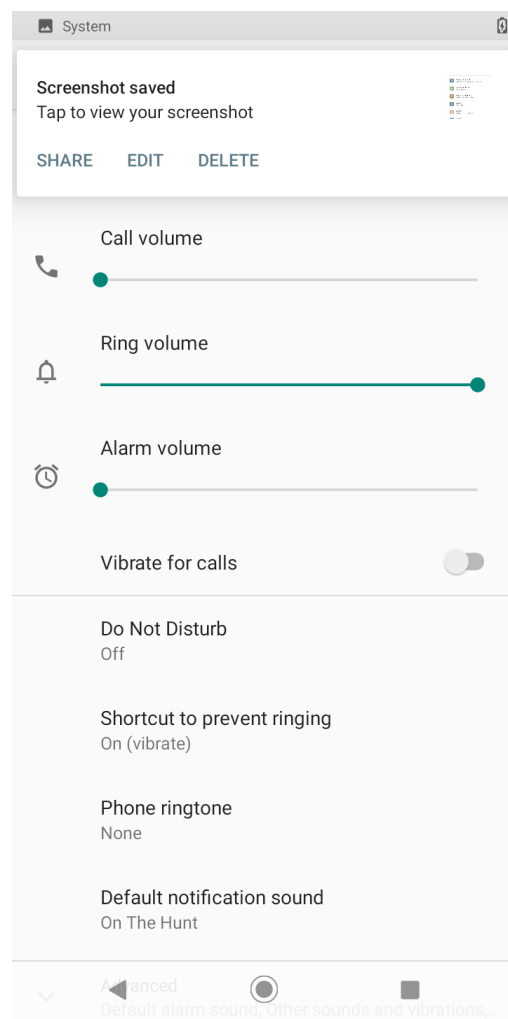 System
Screenshot saved
Tap to view your screenshot
SHARE EDIT DELETE
Call volume
Ring volume
Alarm volume
Vibrate for calls
Do Not Disturb
Off
Shortcut to prevent ringing
On (vibrate)
Phone ringtone
None
Default notification sound
On The Hunt
Advanced
Default alarm sound, Other sounds and vibrations,...